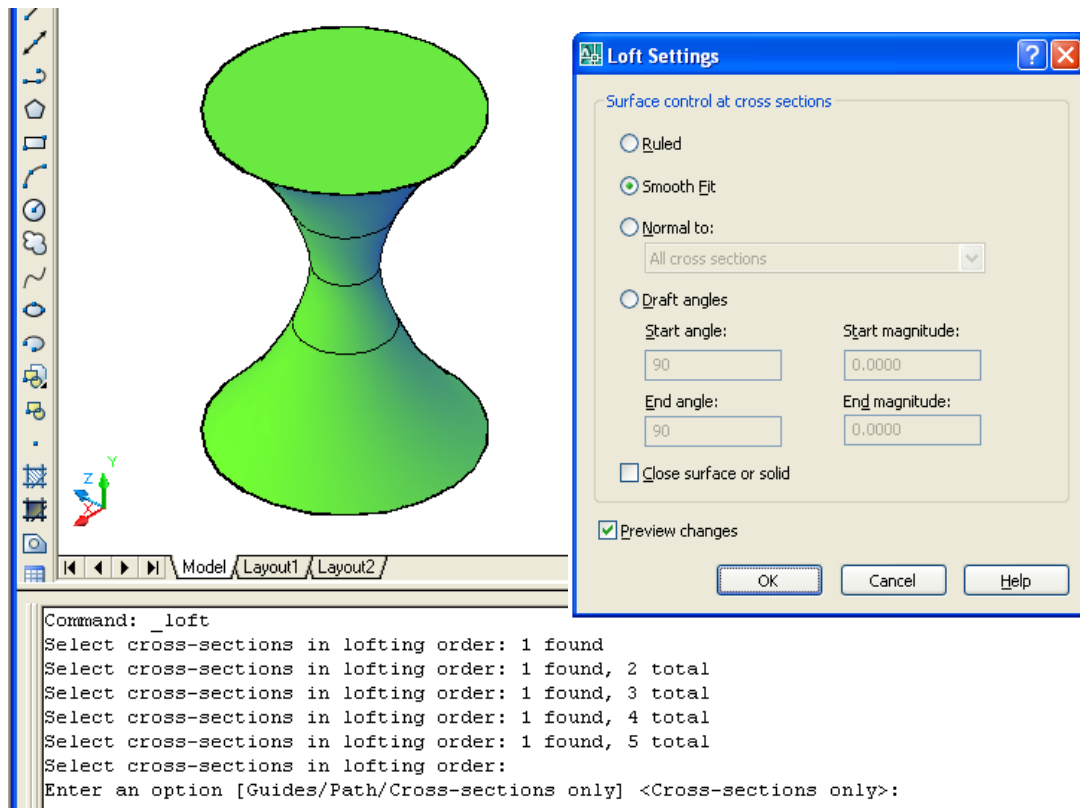 Loft Settings
Surface control at cross sections
Ruled
Smooth Fit
Normal to:
All cross sections
Draft angles
Start angle: Start magnitude:
90 0.0000
End angle: End magnitude:
90 0.0000
Close surface or solid
Preview changes
OK Cancel Help
Z Y
X
Model Layout1 Layout2
Command: _loft
Select cross-sections in lofting order: 1 found
Select cross-sections in lofting order: 1 found, 2 total
Select cross-sections in lofting order: 1 found, 3 total
Select cross-sections in lofting order: 1 found, 4 total
Select cross-sections in lofting order: 1 found, 5 total
Select cross-sections in lofting order:
Enter an option [Guides/Path/Cross-sections only] <Cross-sections only>: